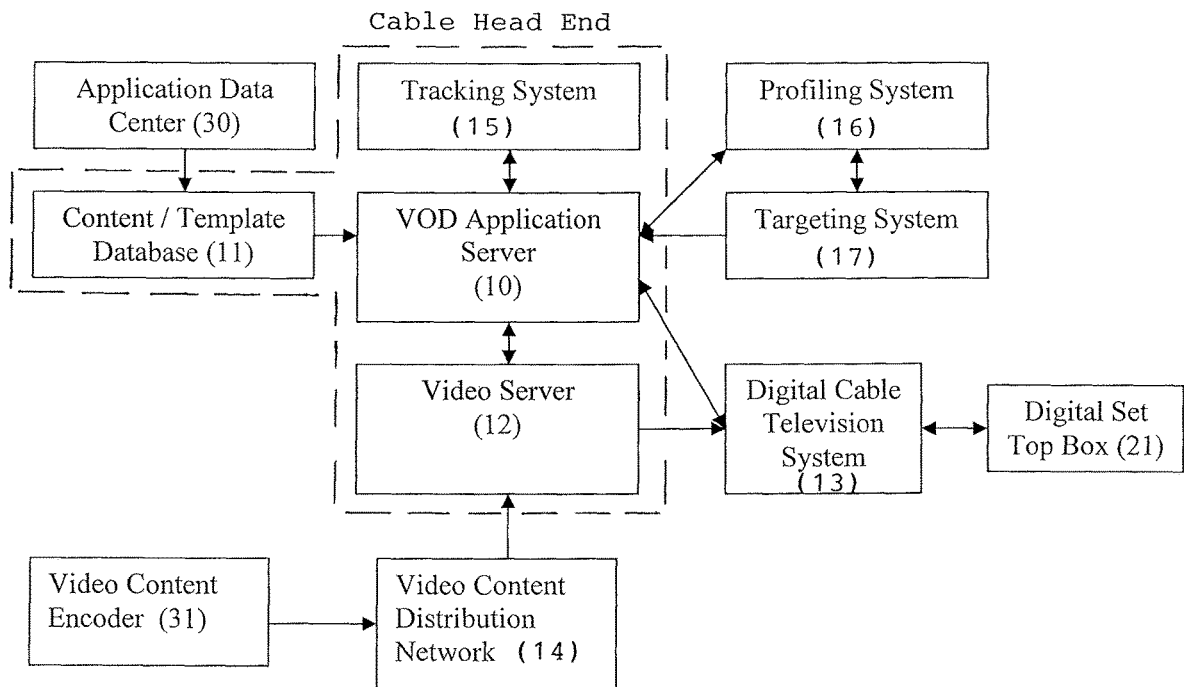 Cable Head End
Application Data
Center (30)
Tracking System
(15)
Profiling System
(16)
Content / Template
Database (11)
VOD Application
Server
(10)
Targeting System
(17)
Video Server
(12)
Digital Cable
Television
System
(13)
Digital Set
Top Box (21)
Video Content
Encoder (31)
Video Content
Distribution
Network (14)